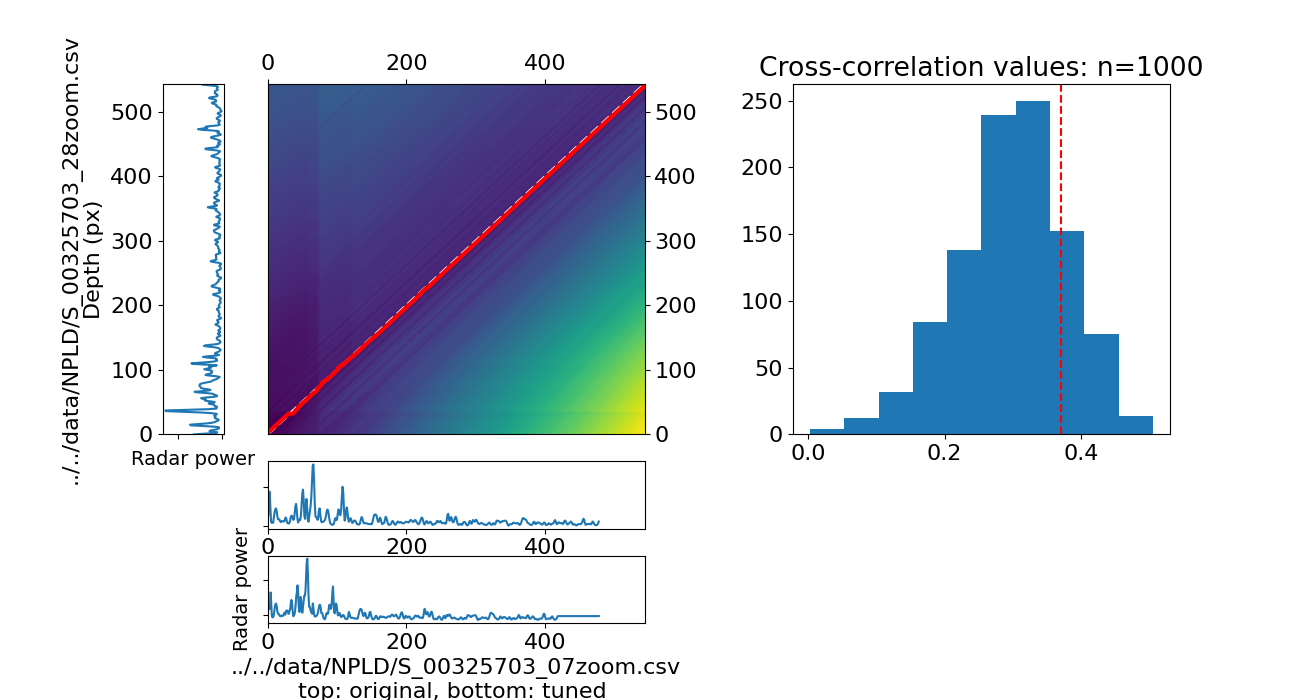 Cross-correlation values: n=1000
../../data/NPLD/S_00325703_28zoom.csv
Depth (px)
0 200 400
500
400
300
200
100
0
500
400
300
200
100
0
250
200
150
100
50
0
0.0 0.2 0.4
Radar power
0 200 400
Radar power
0 200 400
../../data/NPLD/S_00325703_07zoom.csv
top: original, bottom: tuned